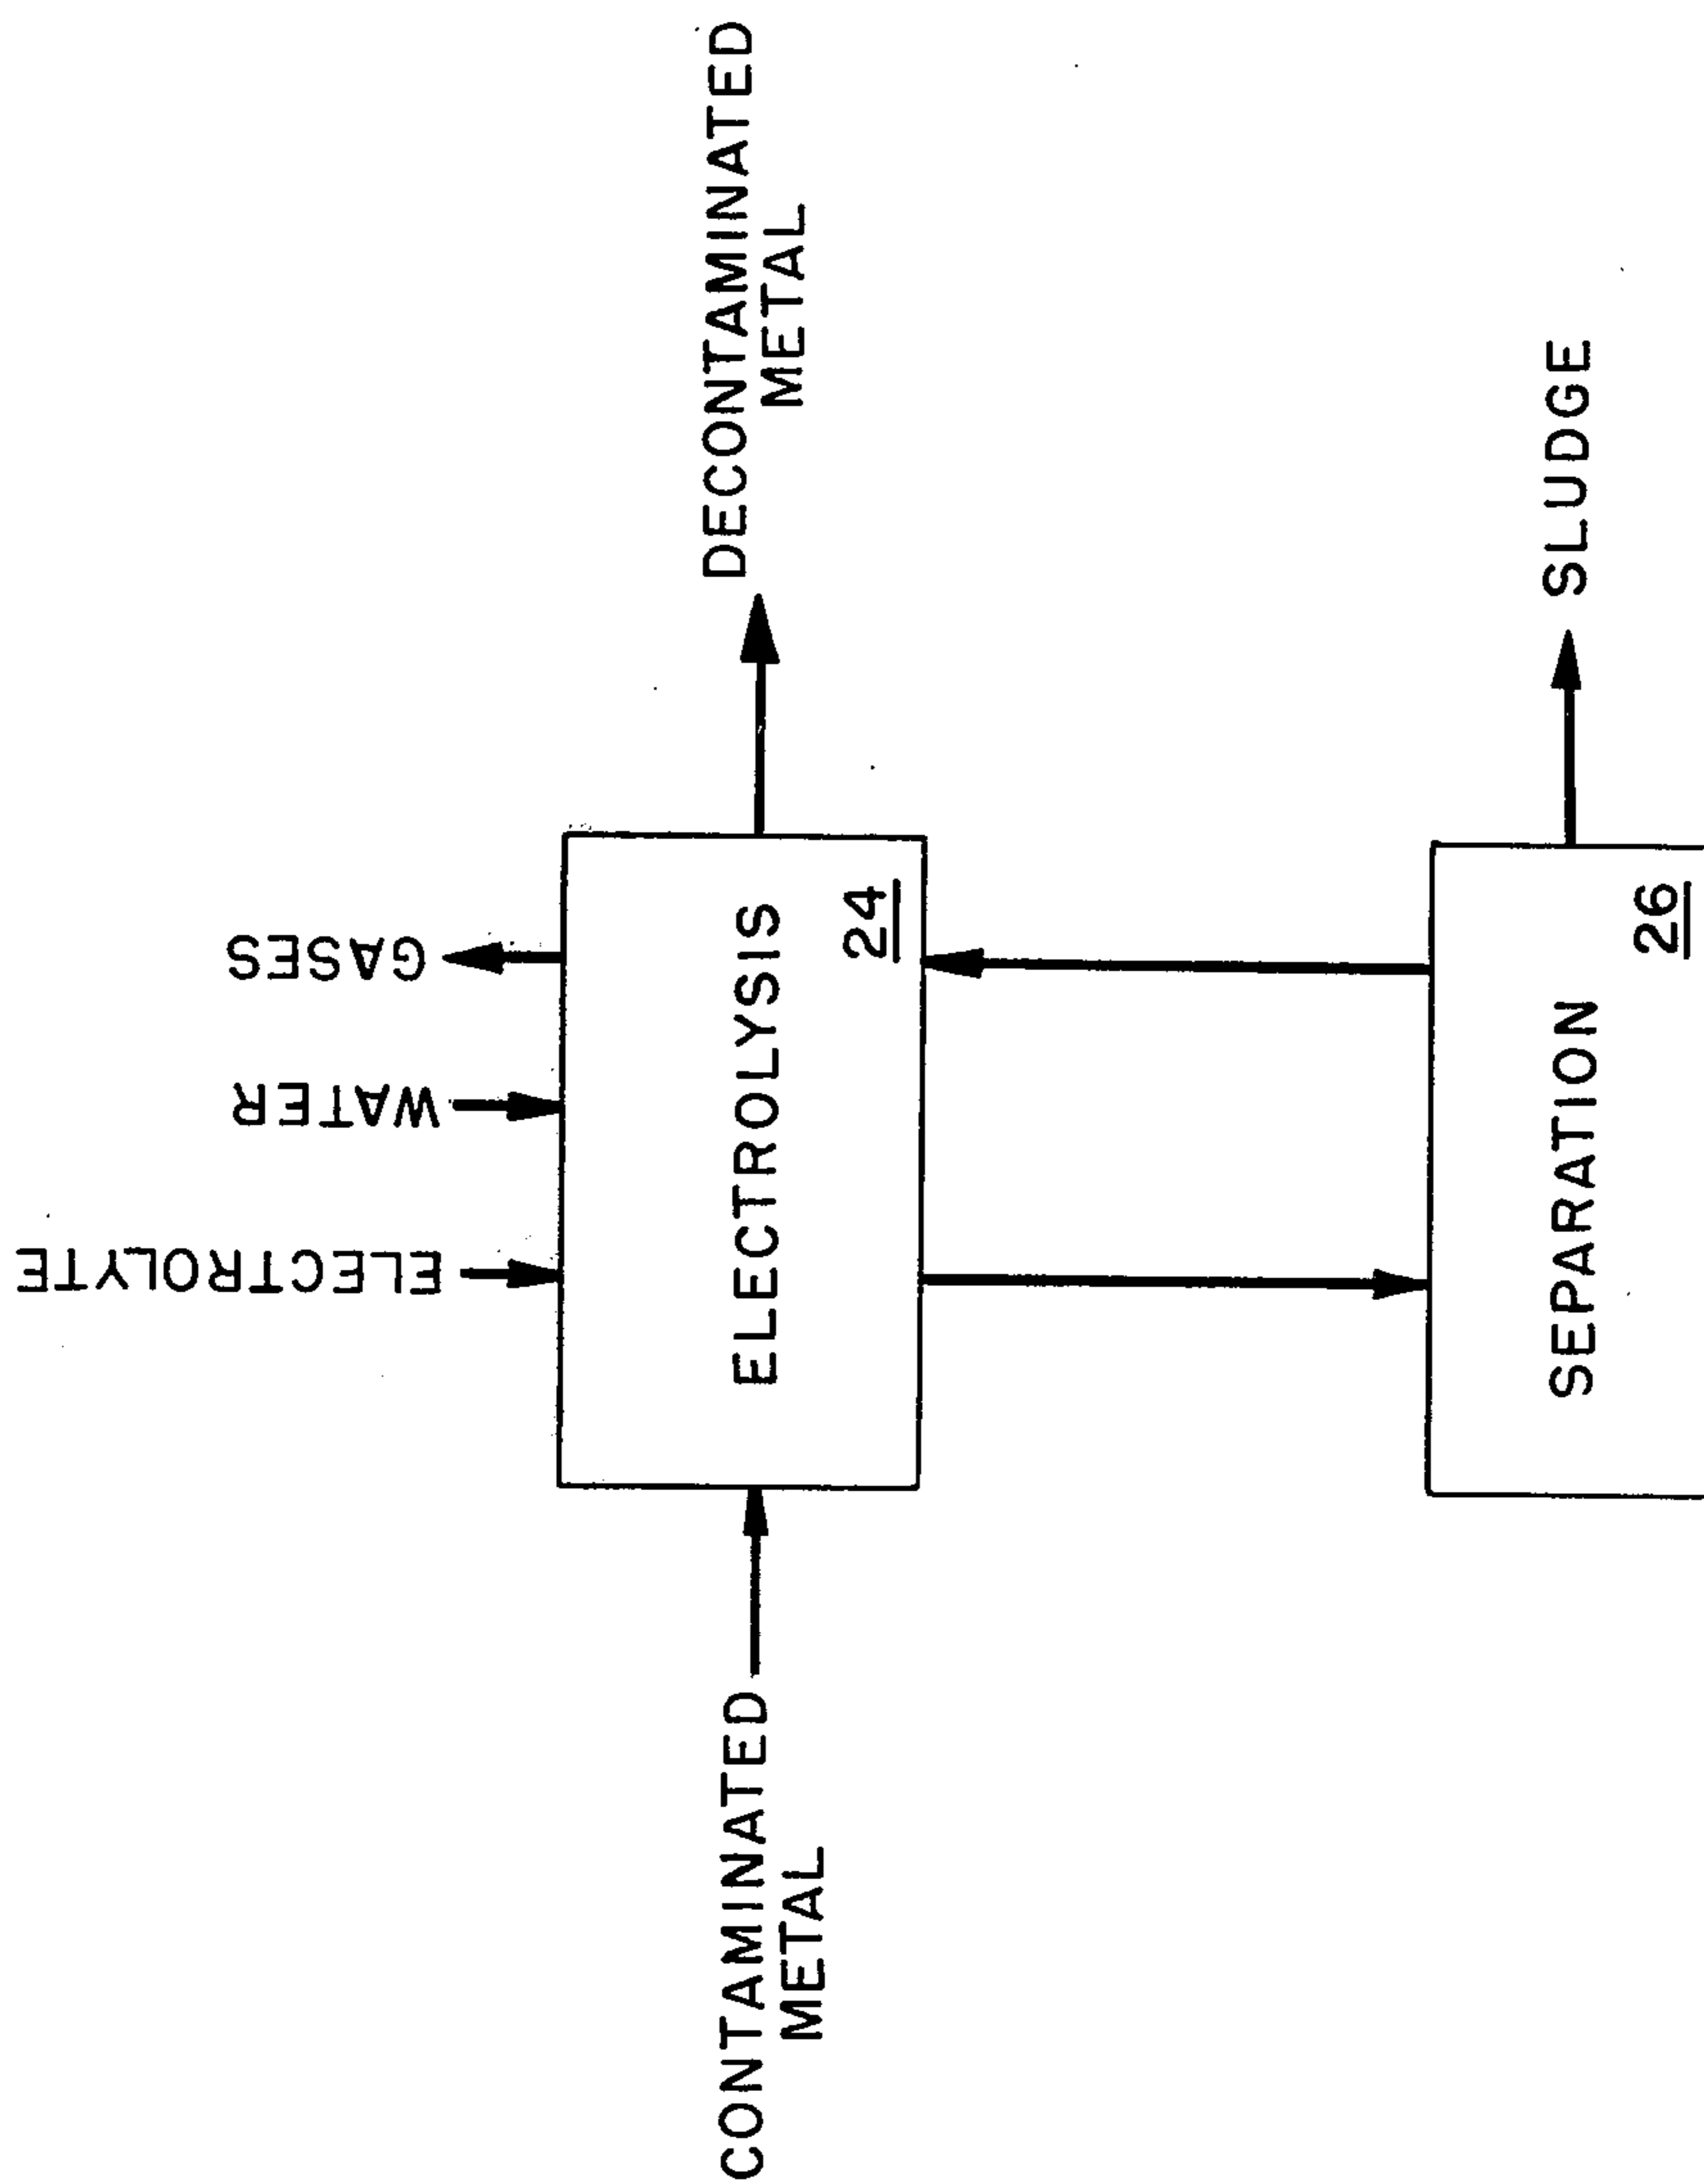 ELECTROLYTE
WATER
GASES
CONTAMINATED
METAL
ELECTROLYSIS
24
DECONTAMINATED
METAL
SEPARATION
26
SLUDGE